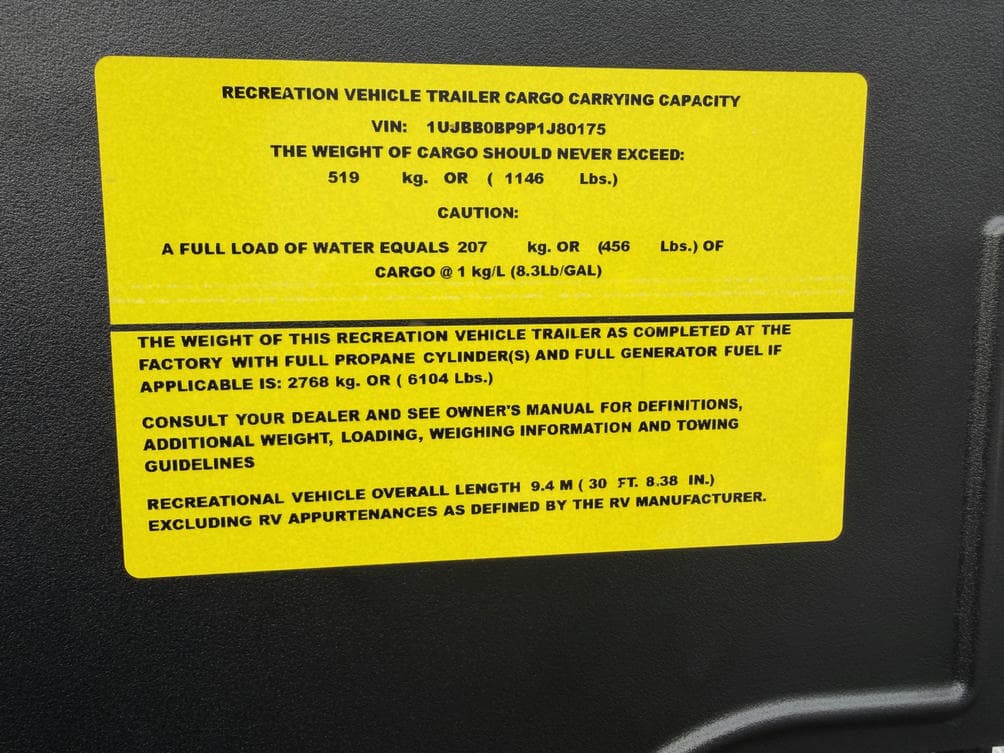 RECREATION VEHICLE TRAILER CARGO CARRYING CAPACITY
VIN: 1UJBB0BP9P1J80175
THE WEIGHT OF CARGO SHOULD NEVER EXCEED:
519 kg. OR ( 1146 Lbs.)
CAUTION:
A FULL LOAD OF WATER EQUALS 207 kg. OR (456 Lbs.) OF
CARGO @ 1 kg/L (8.3Lb/GAL)
THE WEIGHT OF THIS RECREATION VEHICLE TRAILER AS COMPLETED AT THE
FACTORY WITH FULL PROPANE CYLINDER(S) AND FULL GENERATOR FUEL IF
APPLICABLE IS: 2768 kg. OR ( 6104 Lbs.)
CONSULT YOUR DEALER AND SEE OWNER'S MANUAL FOR DEFINITIONS,
ADDITIONAL WEIGHT, LOADING, WEIGHING INFORMATION AND TOWING
GUIDELINES
RECREATIONAL VEHICLE OVERALL LENGTH 9.4 M ( 30 FT. 8.38 IN.)
EXCLUDING RV APPURTENANCES AS DEFINED BY THE RV MANUFACTURER.